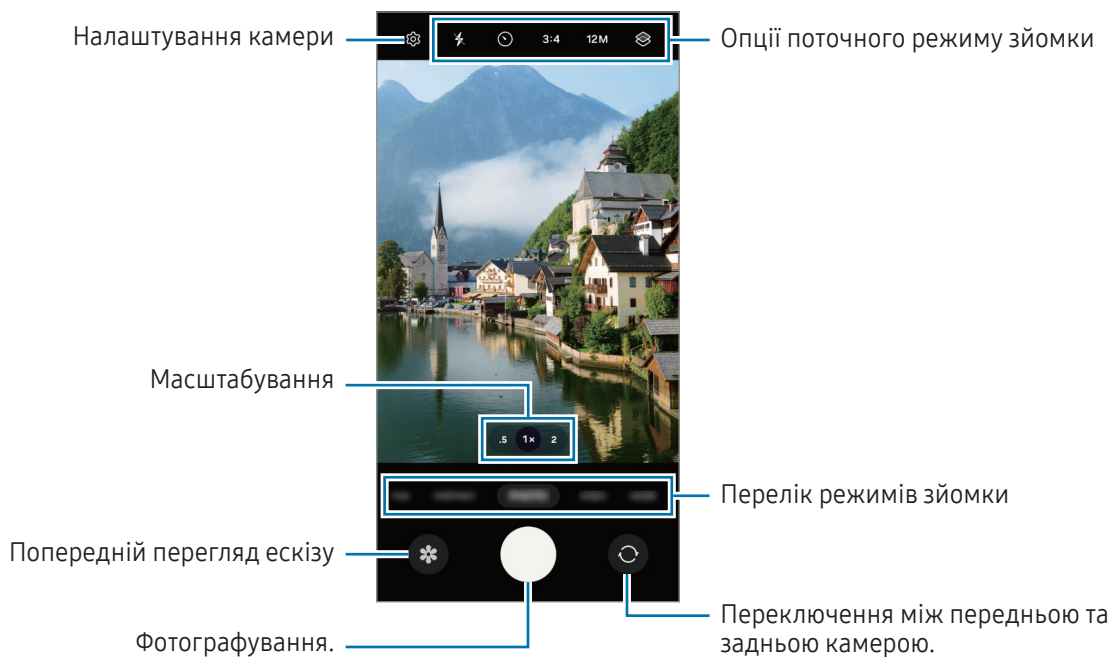 Налаштування камери
3:4
12M
Опції поточного режиму зйомки
Масштабування
.5
1×
2
Перелік режимів зйомки
Попередній перегляд ескізу
Фотографування.
Переключення між передньою та
задньою камерою.